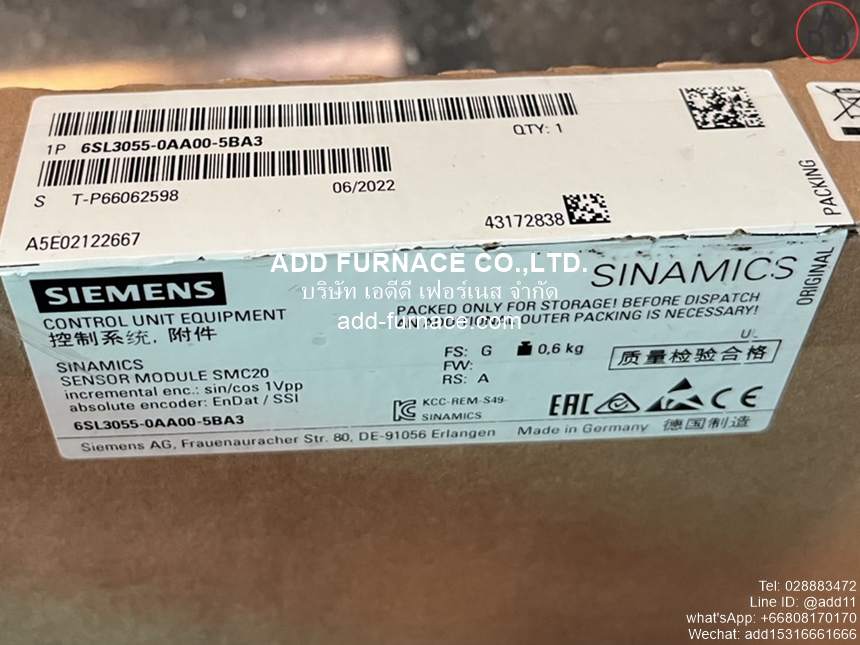 1P 6SL3055-0AA00-5BA3
QTY: 1
S T-P66062598
06/2022
43172838
A5E02122667
ORIGINAL PACKING
SIEMENS
SINAMICS
CONTROL UNIT EQUIPMENT
控制系统, 附件
PACKED ONLY FOR STORAGE! BEFORE DISPATCH
AN ADDITIONAL OUTER PACKING IS NECESSARY!
SINAMICS
SENSOR MODULE SMC20
incremental enc.: sin/cos 1Vpp
absolute encoder: EnDat / SSI
6SL3055-0AA00-5BA3
FS: G 0,6 kg
FW:
RS: A
质量检验合格
KCC-REM-S49-
SINAMICS
EAC CE
Siemens AG, Frauenauracher Str. 80, DE-91056 Erlangen Made in Germany 德国制造
ADD FURNACE CO.,LTD.
บริษัท เอดีดี เฟอร์เนส จำกัด
add-furnace.com
Tel: 028883472
Line ID: @add11
what'sApp: +66808170170
Wechat: add15316661666